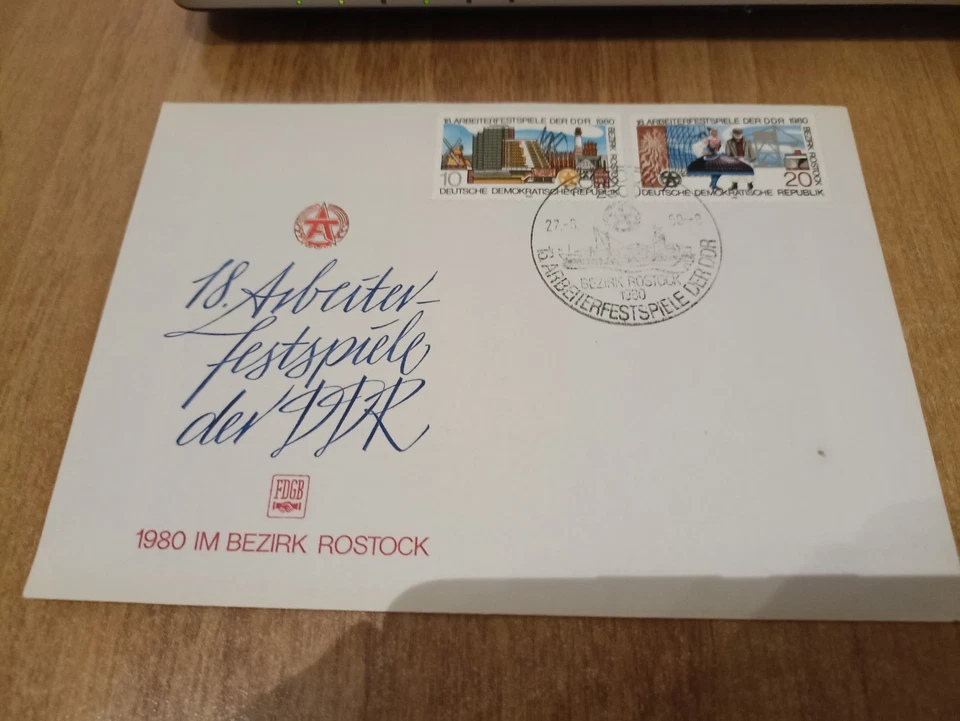 18. ARBEITERFESTSPIELE DER DDR 1980
BEZIRK ROSTOCK
10
DEUTSCHE DEMOKRATISCHE REPUBLIK
18. ARBEITERFESTSPIELE DER DDR 1980
BEZIRK ROSTOCK
20
DEUTSCHE DEMOKRATISCHE REPUBLIK
BEZIRK ROSTOCK
1980
18. ARBEITERFESTSPIELE DER DDR
A
18. Arbeiter-
festspiele
der DDR
FDGB
1980 IM BEZIRK ROSTOCK